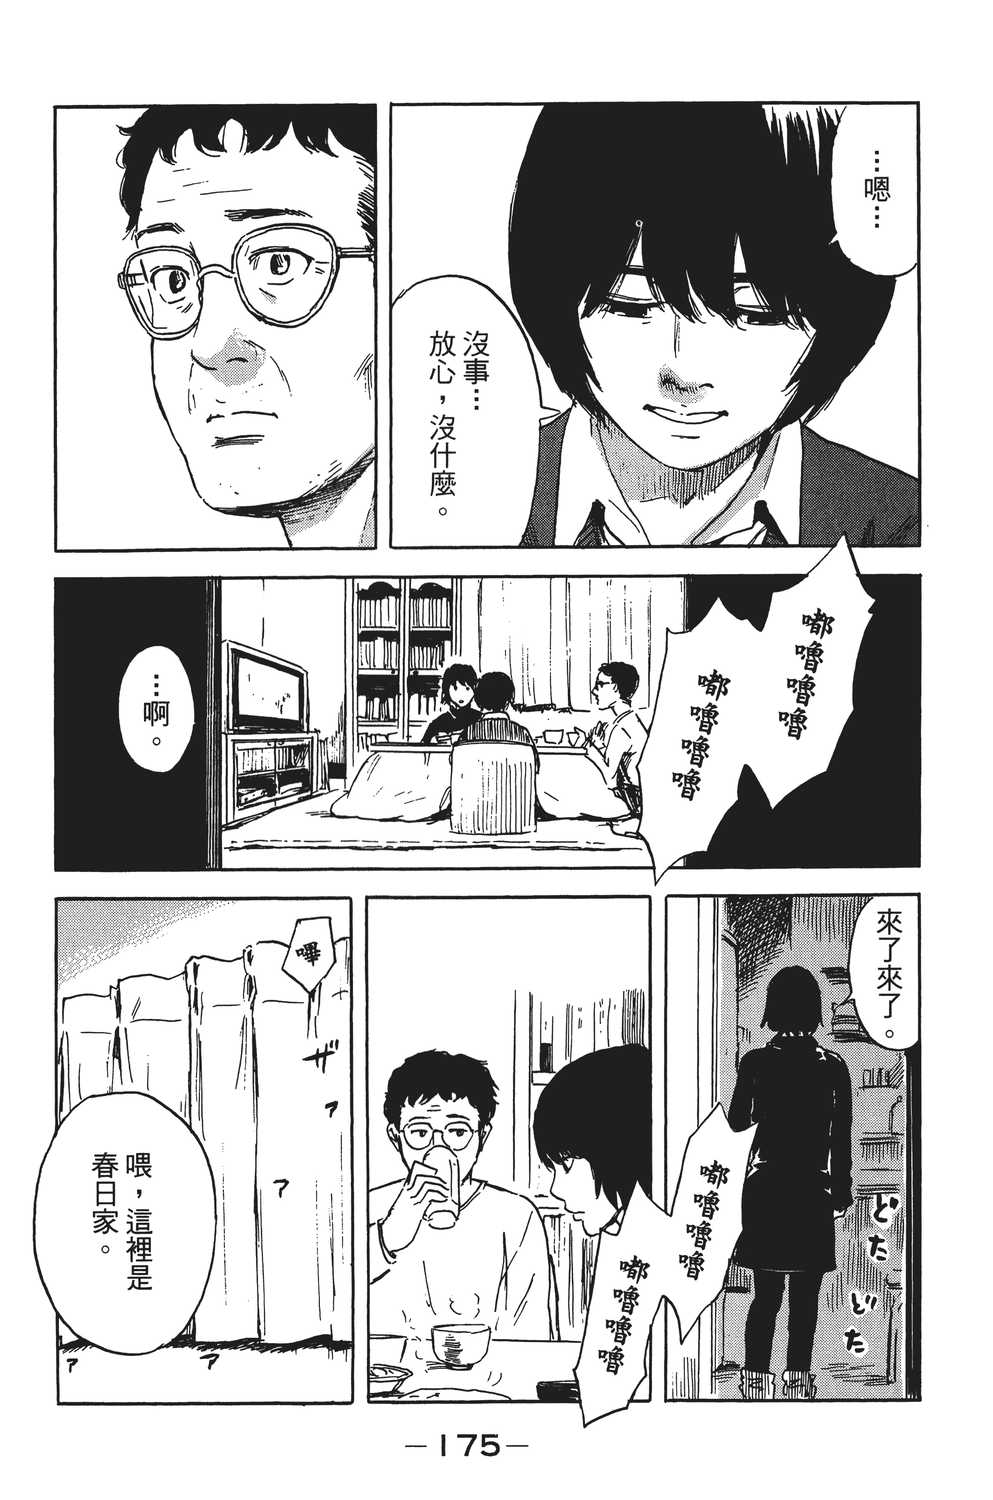 …嗯…
沒事…
放心，沒什麼。
嘟嚕嚕嚕
嘟嚕嚕嚕
…啊。
來了來了。
どたどた
嘟嚕嚕嚕
嘟嚕嚕嚕
嗶
ザァァァァ
喂，這裡是
春日家。
—175—